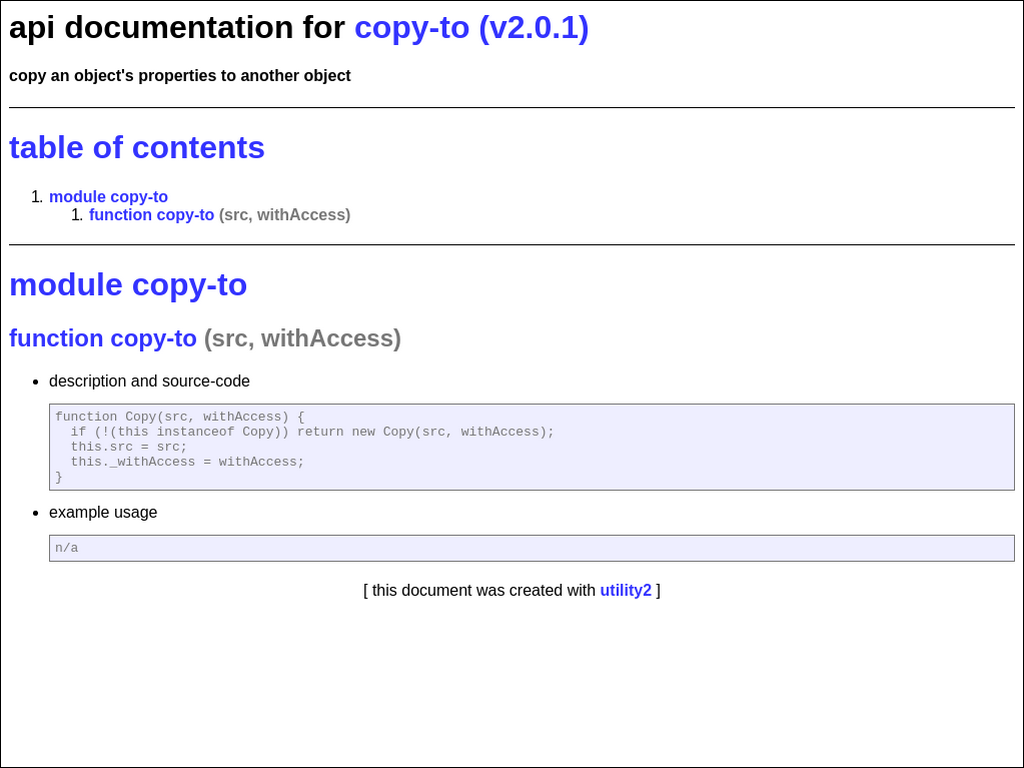 api documentation for copy-to (v2.0.1)
copy an object's properties to another object
table of contents
1. module copy-to
1. function copy-to (src, withAccess)
module copy-to
function copy-to (src, withAccess)
• description and source-code
function Copy(src, withAccess) {
  if (!(this instanceof Copy)) return new Copy(src, withAccess);
  this.src = src;
  this._withAccess = withAccess;
}
• example usage
n/a
[ this document was created with utility2 ]